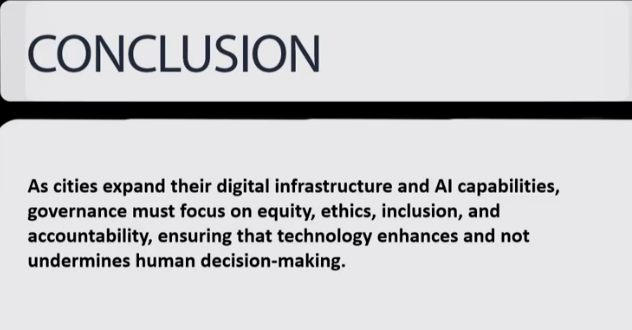 CONCLUSION
As cities expand their digital infrastructure and AI capabilities,
governance must focus on equity, ethics, inclusion, and
accountability, ensuring that technology enhances and not
undermines human decision-making.